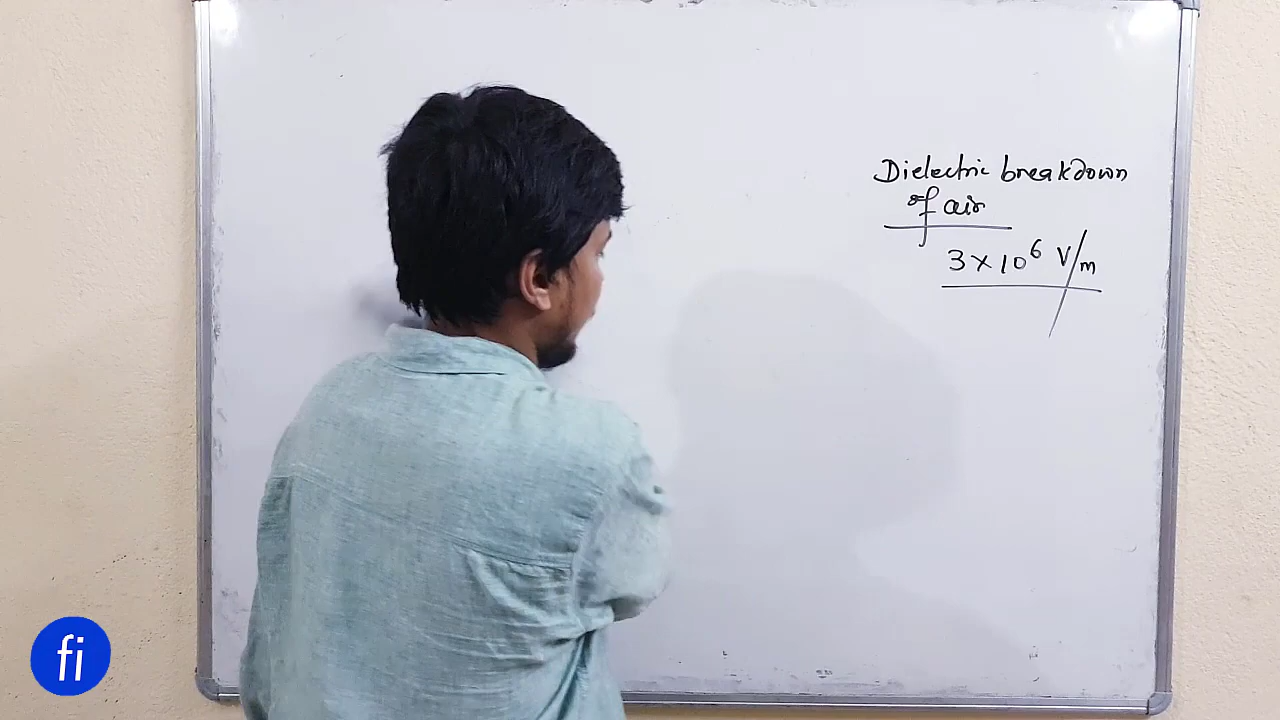 Dielectric breakdown
of air
3 × 10⁶ V/m
fi